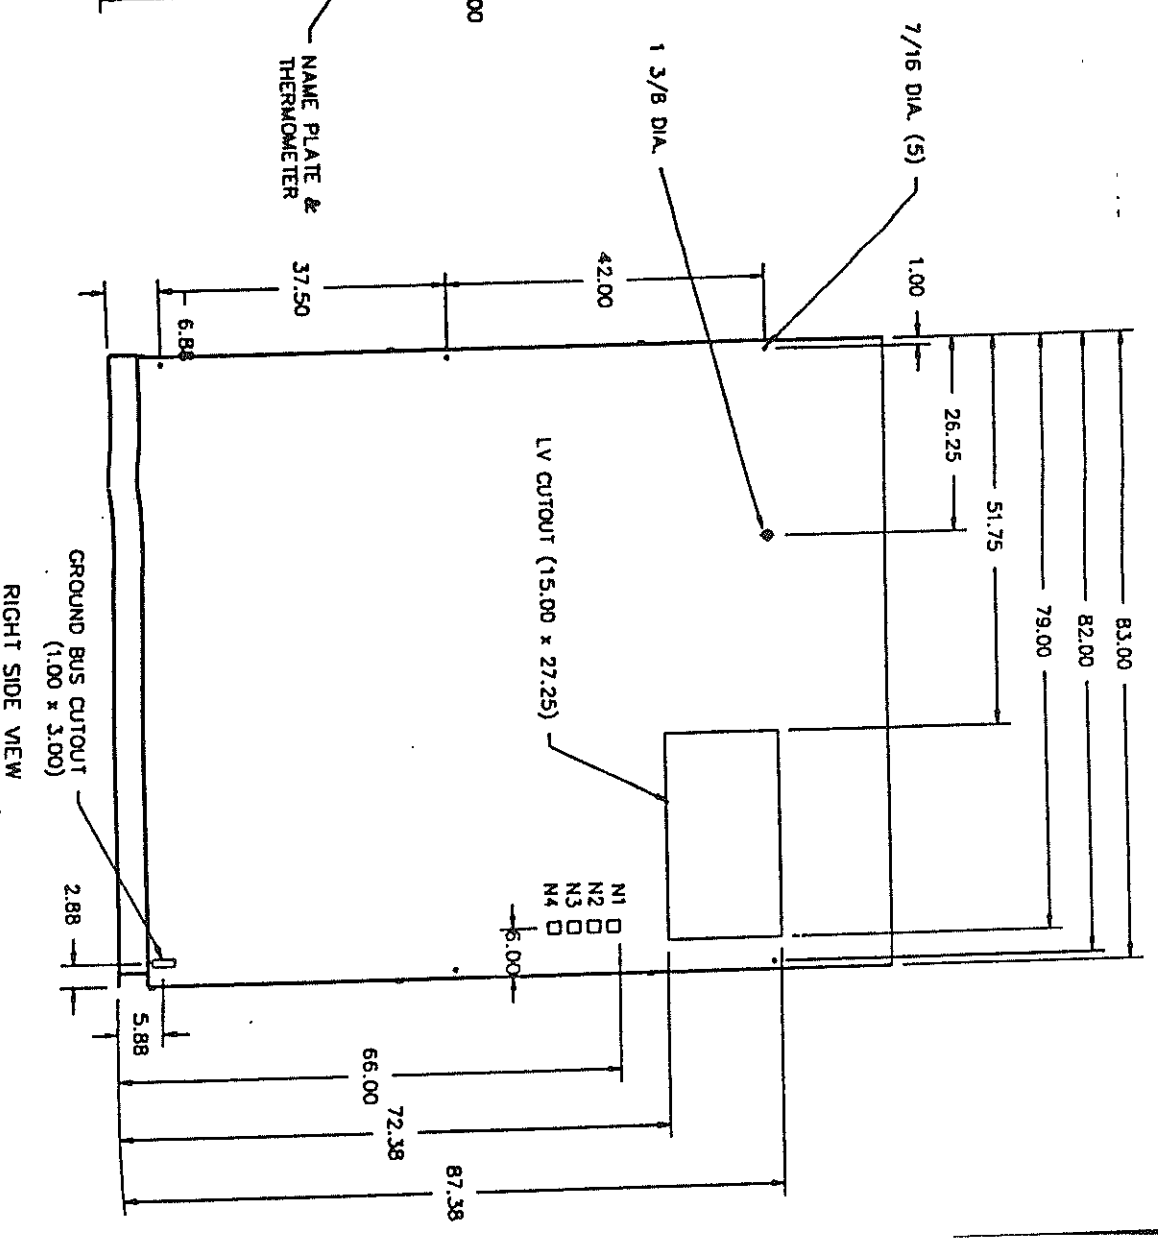 83.00
82.00
79.00
51.75
26.25
1.00
7/16 DIA. (5)
1 3/8 DIA.
42.00
37.50
6.88
NAME PLATE &
THERMOMETER
00
LV CUTOUT (15.00 x 27.25)
N1
N2
N3
N4
6.00
87.38
72.38
66.00
5.88
2.88
GROUND BUS CUTOUT
(1.00 x 3.00)
RIGHT SIDE VIEW